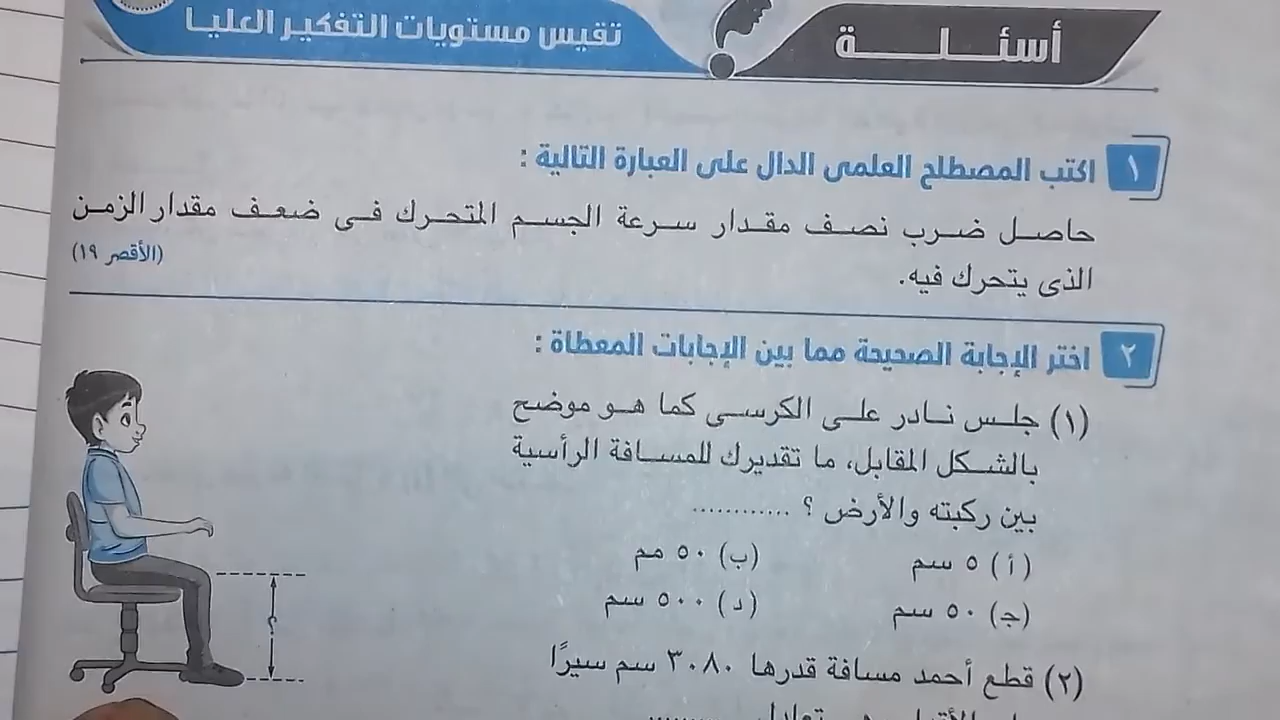 أسئـلـــة
تقيس مستويات التفكير العليا
١ اكتب المصطلح العلمى الدال على العبارة التالية :
حاصل ضرب نصف مقدار سرعة الجسم المتحرك فى ضعف مقدار الزمن
الذى يتحرك فيه.
(الأقصر ١٩)
٢ اختر الإجابة الصحيحة مما بين الإجابات المعطاة :
(١) جلس نادر على الكرسى كما هو موضح
بالشكل المقابل، ما تقديرك للمسافة الرأسية
بين ركبته والأرض ؟ ............
(أ) ٥ سم (ب) ٥٠ مم
(جـ) ٥٠ سم (د) ٥٠٠ سم
؟
(٢) قطع أحمد مسافة قدرها ٣٠٨٠ سم سيرًا